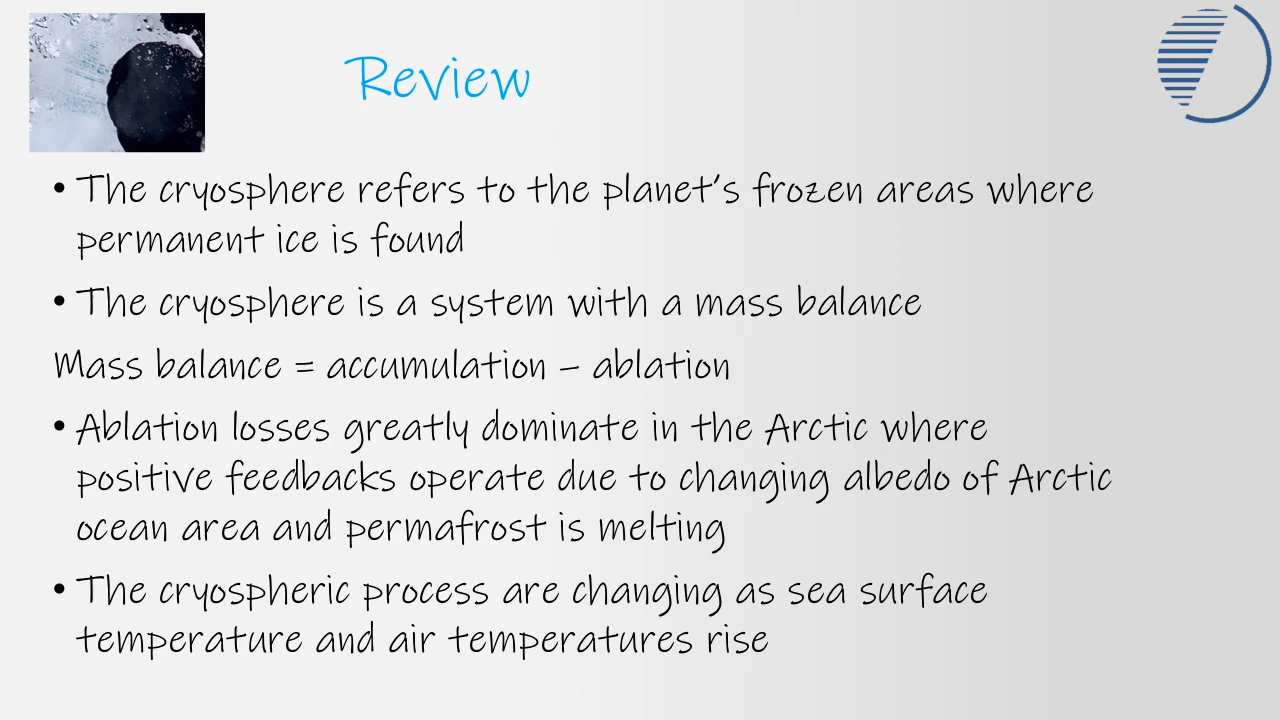 Review
• The cryosphere refers to the planet's frozen areas where
permanent ice is found
• The cryosphere is a system with a mass balance
Mass balance = accumulation – ablation
• Ablation losses greatly dominate in the Arctic where
positive feedbacks operate due to changing albedo of Arctic
ocean area and permafrost is melting
• The cryospheric process are changing as sea surface
temperature and air temperatures rise